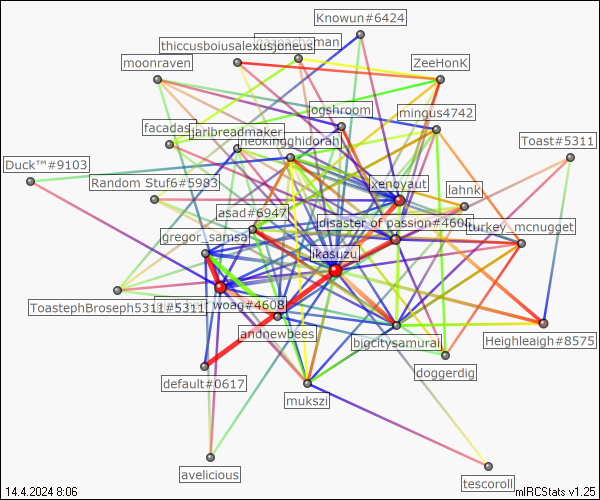 Knowun#6424
thiccusboiusalexusjoneus
moonraven
ZeeHonK
logshroom
mingus4742
facadas
jarlbreadmaker
neokingghidorah
Toast#5311
Duck™#9103
Random Stuf6#5983
xenoyaut
lahnk
asad#6947
disaster of passion#4606
turkey_mcnugget
gregor_samsa
ikasuzu
ToastephBroseph5311#5311
woag#4608
andnewbees
bigcitysamurai
Heighleaigh#8575
doggerdig
default#0617
mukszi
avelicious
tescoroll
14.4.2024 8:06
mIRCStats v1.25